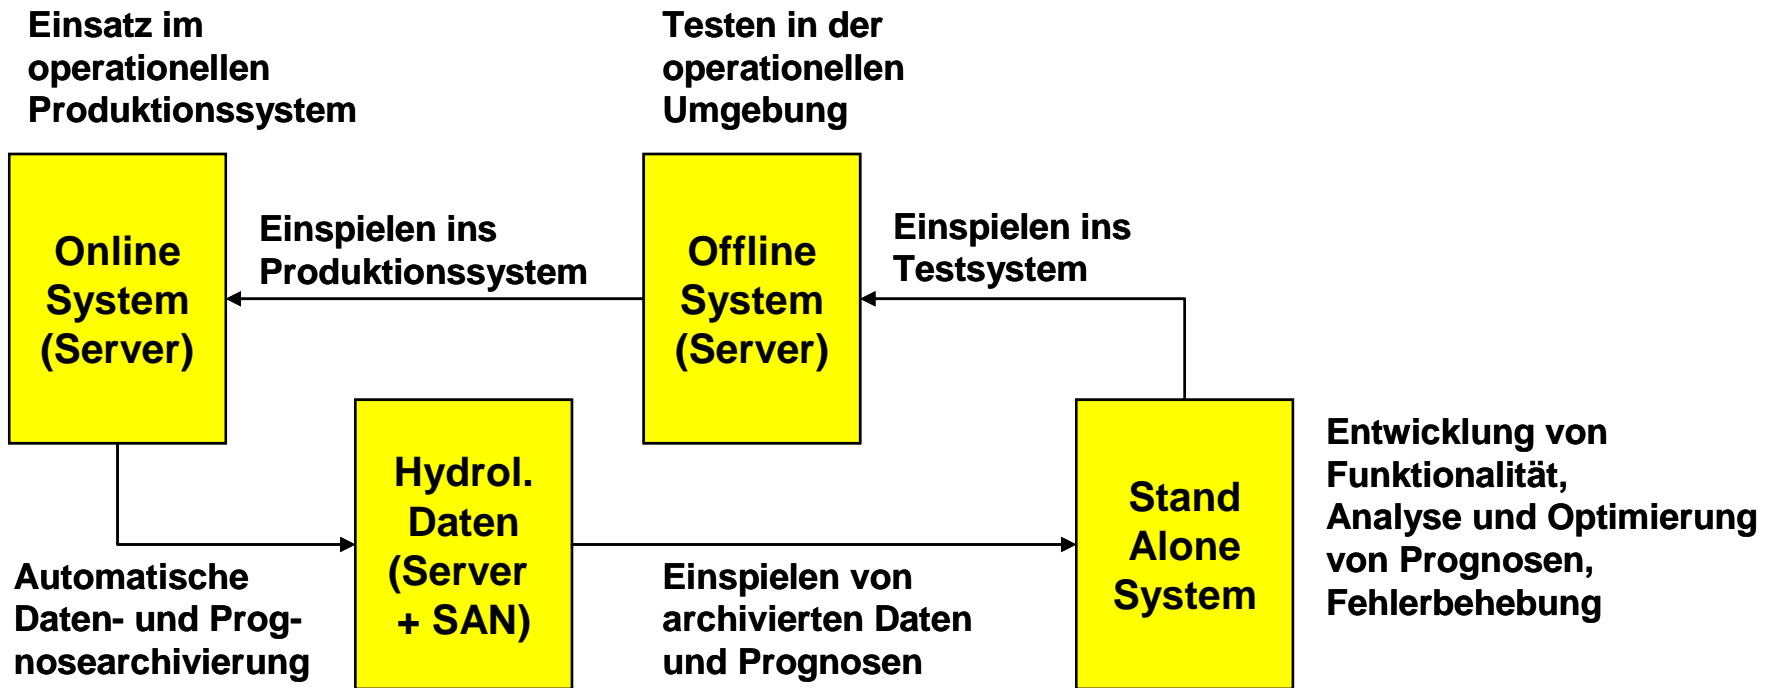 Einsatz im
operationellen
Produktionssystem
Testen in der
operationellen
Umgebung
Online
System
(Server)
Einspielen ins
Produktionssystem
Offline
System
(Server)
Einspielen ins
Testsystem
Hydrol.
Daten
(Server
+ SAN)
Stand
Alone
System
Entwicklung von
Funktionalität,
Analyse und Optimierung
von Prognosen,
Fehlerbehebung
Automatische
Daten- und Prog-
nosearchivierung
Einspielen von
archivierten Daten
und Prognosen